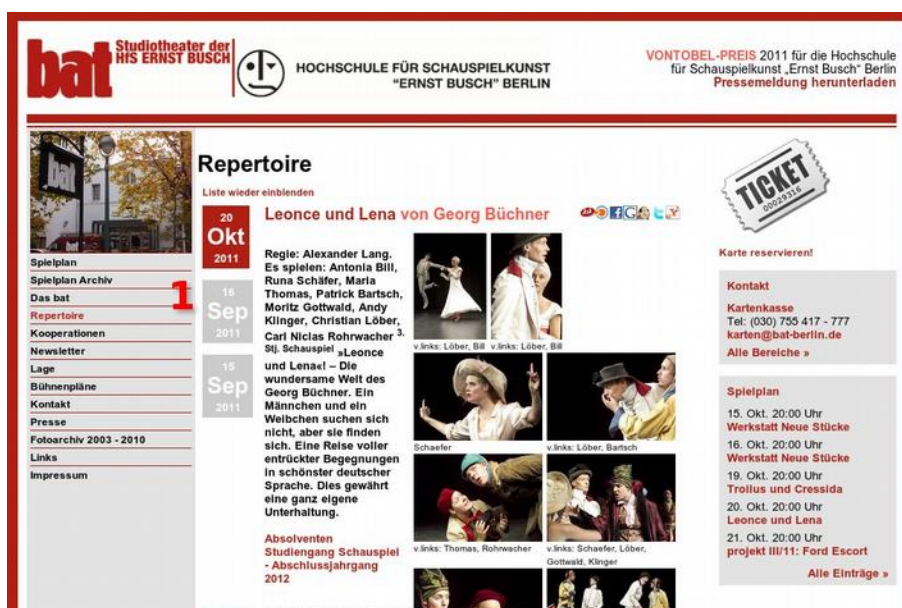 bat Studiotheater der
HfS ERNST BUSCH
HOCHSCHULE FÜR SCHAUSPIELKUNST
"ERNST BUSCH" BERLIN
VONTOBEL-PREIS 2011 für die Hochschule
für Schauspielkunst „Ernst Busch" Berlin
Pressemeldung herunterladen
bat
Spielplan
Spielplan Archiv
Das bat
Repertoire
Kooperationen
Newsletter
Lage
Bühnenpläne
Kontakt
Presse
Fotoarchiv 2003 - 2010
Links
Impressum
1
Repertoire
Liste wieder einblenden
20
Okt
2011
16
Sep
2011
15
Sep
2011
Leonce und Lena von Georg Büchner
Regie: Alexander Lang.
Es spielen: Antonia Bill,
Runa Schäfer, Maria
Thomas, Patrick Bartsch,
Moritz Gottwald, Andy
Klinger, Christian Löber,
Carl Niclas Rohrwacher 3.
Stj. Schauspiel »Leonce
und Lena«! – Die
wundersame Welt des
Georg Büchner. Ein
Männchen und ein
Weibchen suchen sich
nicht, aber sie finden
sich. Eine Reise voller
entrückter Begegnungen
in schönster deutscher
Sprache. Dies gewährt
eine ganz eigene
Unterhaltung.
Absolventen
Studiengang Schauspiel
- Abschlussjahrgang
2012
v.links: Löber, Bill
v.links: Löber, Bill
Schaefer
v.links: Löber, Bartsch
v.links: Thomas, Rohrwacher
v.links: Schaefer, Löber,
Gottwald, Klinger
TICKET
00029316
Karte reservieren!
Kontakt
Kartenkasse
Tel: (030) 755 417 - 777
karten@bat-berlin.de
Alle Bereiche »
Spielplan
15. Okt. 20:00 Uhr
Werkstatt Neue Stücke
16. Okt. 20:00 Uhr
Werkstatt Neue Stücke
19. Okt. 20:00 Uhr
Troilus und Cressida
20. Okt. 20:00 Uhr
Leonce und Lena
21. Okt. 20:00 Uhr
projekt III/11: Ford Escort
Alle Einträge »